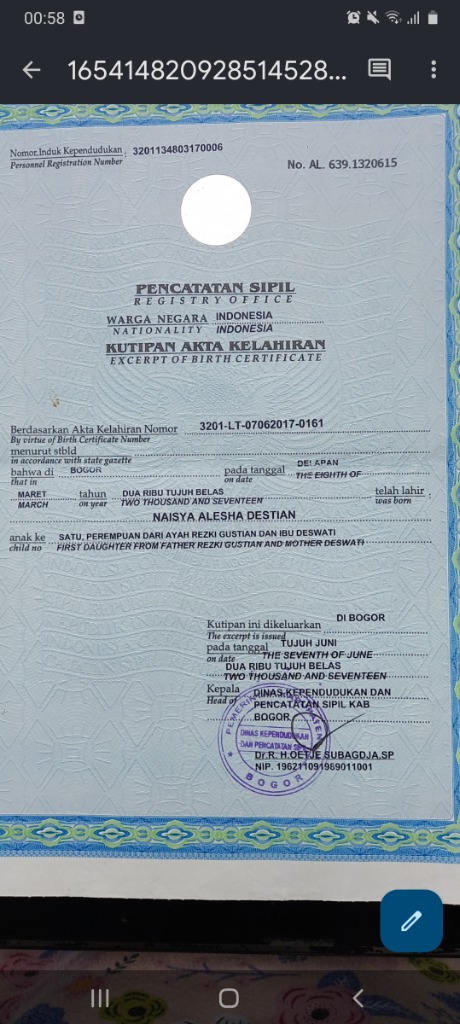 00:58
165414820928514528...
Nomor.Induk Kependudukan : 3201134803170006
Personnel Registration Number
No. AL. 639.1320615
PENCATATAN SIPIL
REGISTRY OFFICE
WARGA NEGARA INDONESIA
NATIONALITY INDONESIA
KUTIPAN AKTA KELAHIRAN
EXCERPT OF BIRTH CERTIFICATE
Berdasarkan Akta Kelahiran Nomor 3201-LT-07062017-0161
By virtue of Birth Certificate Number
menurut stbld
in accordance with state gazette
bahwa di BOGOR pada tanggal DELAPAN
that in on date THE EIGHTH OF
MARET tahun DUA RIBU TUJUH BELAS telah lahir :
MARCH on year TWO THOUSAND AND SEVENTEEN was born
NAISYA ALESHA DESTIAN
anak ke SATU, PEREMPUAN DARI AYAH REZKI GUSTIAN DAN IBU DESWATI
child no FIRST DAUGHTER FROM FATHER REZKI GUSTIAN AND MOTHER DESWATI
Kutipan ini dikeluarkan DI BOGOR
The excerpt is issued
pada tanggal TUJUH JUNI
on date THE SEVENTH OF JUNE
DUA RIBU TUJUH BELAS
TWO THOUSAND AND SEVENTEEN
Kepala DINAS KEPENDUDUKAN DAN
Head of PENCATATAN SIPIL KAB
BOGOR
DINAS KEPENDUDUKAN
DAN PENCATATAN SIPIL
BOGOR
Dr.R. H.OETJE SUBAGDJA,SP
NIP. 196211091989011001